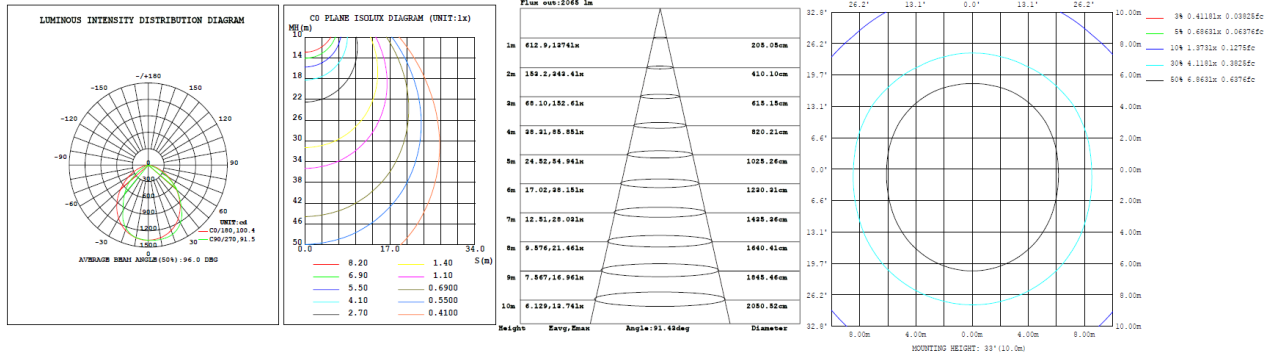 LUMINOUS INTENSITY DISTRIBUTION DIAGRAM
-/+180
-150
150
-120
120
-90
90
-60
60
-30
30
0
0
300
600
900
1200
1500
UNIT:cd
C0/180,100.4
C90/270,91.5
AVERAGE BEAM ANGLE(50%):96.0 DEG
C0 PLANE ISOLUX DIAGRAM (UNIT:lx)
MH(m)
10
14
18
22
26
30
34
38
42
46
50
0.0
17.0
34.0
S(m)
8.20
1.40
6.90
1.10
5.50
0.6900
4.10
0.5500
2.70
0.4100
Flux out:2065 lm
1m 612.9,1374lx 205.05cm
2m 153.2,343.4lx 410.10cm
3m 68.10,152.6lx 615.15cm
4m 38.31,85.85lx 820.21cm
5m 24.52,54.94lx 1025.26cm
6m 17.02,38.15lx 1230.31cm
7m 12.51,28.03lx 1435.36cm
8m 9.576,21.46lx 1640.41cm
9m 7.567,16.96lx 1845.46cm
10m 6.129,13.74lx 2050.52cm
Height Eavg,Emax Angle:91.43deg Diameter
26.2' 13.1' 0.0' 13.1' 26.2'
32.8' 10.00m
26.2' 8.00m
19.7' 6.00m
13.1' 4.00m
6.6' 2.00m
0.0' 0.00m
6.6' 2.00m
13.1' 4.00m
19.7' 6.00m
26.2' 8.00m
32.8' 10.00m
8.00m 4.00m 0.00m 4.00m 8.00m
MOUNTING HEIGHT: 33'(10.0m)
3% 0.4118lx 0.03825fc
5% 0.6863lx 0.06376fc
10% 1.373lx 0.1275fc
30% 4.118lx 0.3825fc
50% 6.863lx 0.6376fc